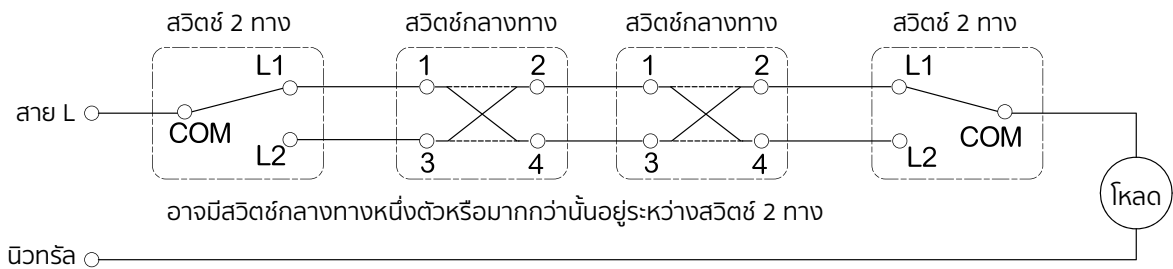 สวิตช์ 2 ทาง สวิตช์กลางทาง สวิตช์กลางทาง สวิตช์ 2 ทาง
L1 1 2 1 2 L1
สาย L
COM COM
L2 3 4 3 4 L2
โหลด
อาจมีสวิตช์กลางทางหนึ่งตัวหรือมากกว่านั้นอยู่ระหว่างสวิตช์ 2 ทาง
นิวทรัล